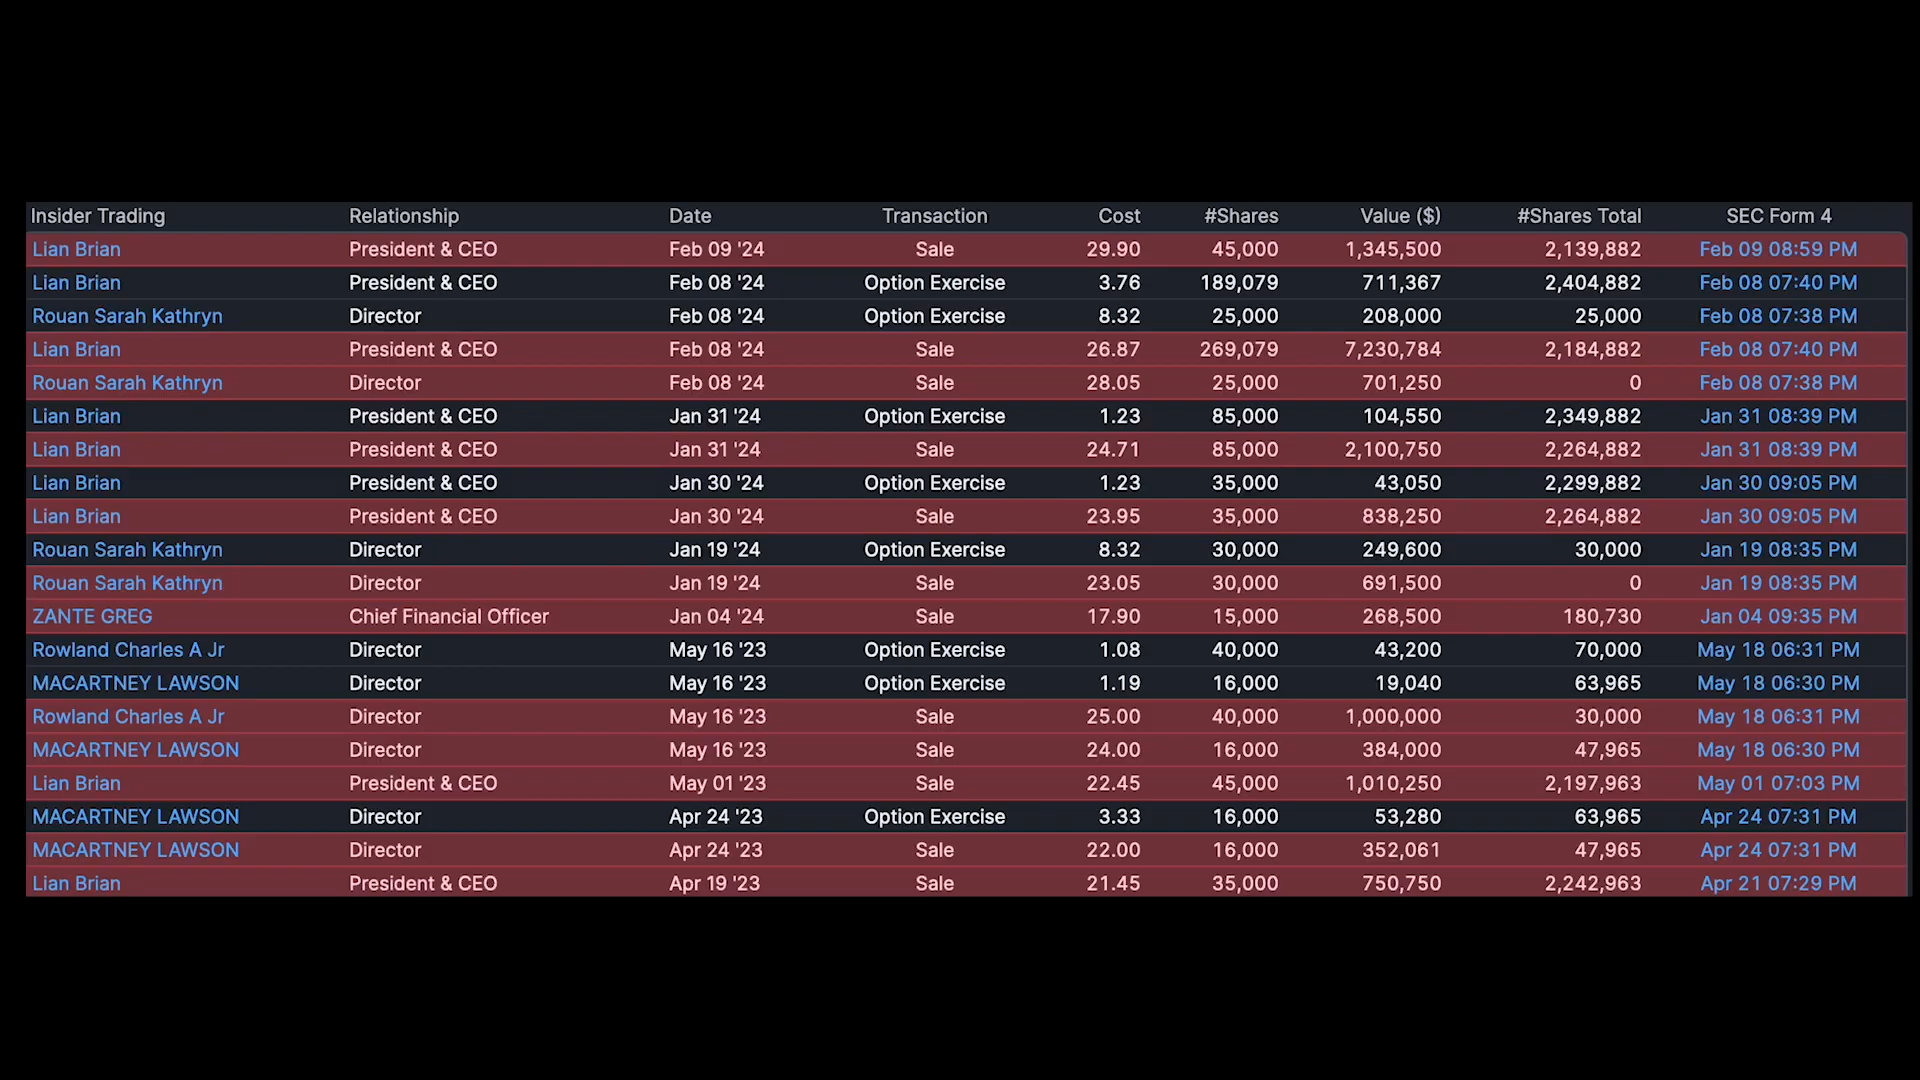 Insider Trading Relationship Date Transaction Cost #Shares Value ($) #Shares Total SEC Form 4
Lian Brian President & CEO Feb 09 '24 Sale 29.90 45,000 1,345,500 2,139,882 Feb 09 08:59 PM
Lian Brian President & CEO Feb 08 '24 Option Exercise 3.76 189,079 711,367 2,404,882 Feb 08 07:40 PM
Rouan Sarah Kathryn Director Feb 08 '24 Option Exercise 8.32 25,000 208,000 25,000 Feb 08 07:38 PM
Lian Brian President & CEO Feb 08 '24 Sale 26.87 269,079 7,230,784 2,184,882 Feb 08 07:40 PM
Rouan Sarah Kathryn Director Feb 08 '24 Sale 28.05 25,000 701,250 0 Feb 08 07:38 PM
Lian Brian President & CEO Jan 31 '24 Option Exercise 1.23 85,000 104,550 2,349,882 Jan 31 08:39 PM
Lian Brian President & CEO Jan 31 '24 Sale 24.71 85,000 2,100,750 2,264,882 Jan 31 08:39 PM
Lian Brian President & CEO Jan 30 '24 Option Exercise 1.23 35,000 43,050 2,299,882 Jan 30 09:05 PM
Lian Brian President & CEO Jan 30 '24 Sale 23.95 35,000 838,250 2,264,882 Jan 30 09:05 PM
Rouan Sarah Kathryn Director Jan 19 '24 Option Exercise 8.32 30,000 249,600 30,000 Jan 19 08:35 PM
Rouan Sarah Kathryn Director Jan 19 '24 Sale 23.05 30,000 691,500 0 Jan 19 08:35 PM
ZANTE GREG Chief Financial Officer Jan 04 '24 Sale 17.90 15,000 268,500 180,730 Jan 04 09:35 PM
Rowland Charles A Jr Director May 16 '23 Option Exercise 1.08 40,000 43,200 70,000 May 18 06:31 PM
MACARTNEY LAWSON Director May 16 '23 Option Exercise 1.19 16,000 19,040 63,965 May 18 06:30 PM
Rowland Charles A Jr Director May 16 '23 Sale 25.00 40,000 1,000,000 30,000 May 18 06:31 PM
MACARTNEY LAWSON Director May 16 '23 Sale 24.00 16,000 384,000 47,965 May 18 06:30 PM
Lian Brian President & CEO May 01 '23 Sale 22.45 45,000 1,010,250 2,197,963 May 01 07:03 PM
MACARTNEY LAWSON Director Apr 24 '23 Option Exercise 3.33 16,000 53,280 63,965 Apr 24 07:31 PM
MACARTNEY LAWSON Director Apr 24 '23 Sale 22.00 16,000 352,061 47,965 Apr 24 07:31 PM
Lian Brian President & CEO Apr 19 '23 Sale 21.45 35,000 750,750 2,242,963 Apr 21 07:29 PM